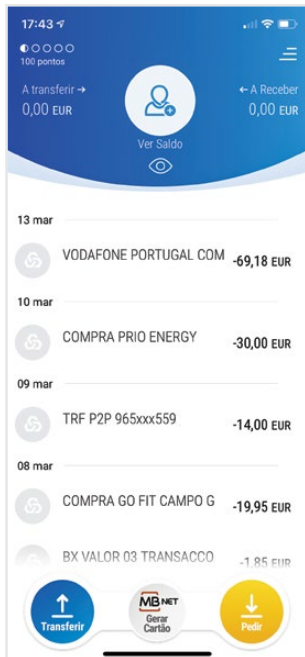 17:43
100 pontos
A transferir → ← A Receber
0,00 EUR 0,00 EUR
Ver Saldo
13 mar
VODAFONE PORTUGAL COM -69,18 EUR
10 mar
COMPRA PRIO ENERGY -30,00 EUR
09 mar
TRF P2P 965xxx559 -14,00 EUR
08 mar
COMPRA GO FIT CAMPO G -19,95 EUR
BX VALOR 03 TRANSACCO -1,85 EUR
Transferir
MB NET
Gerar
Cartão
Pedir